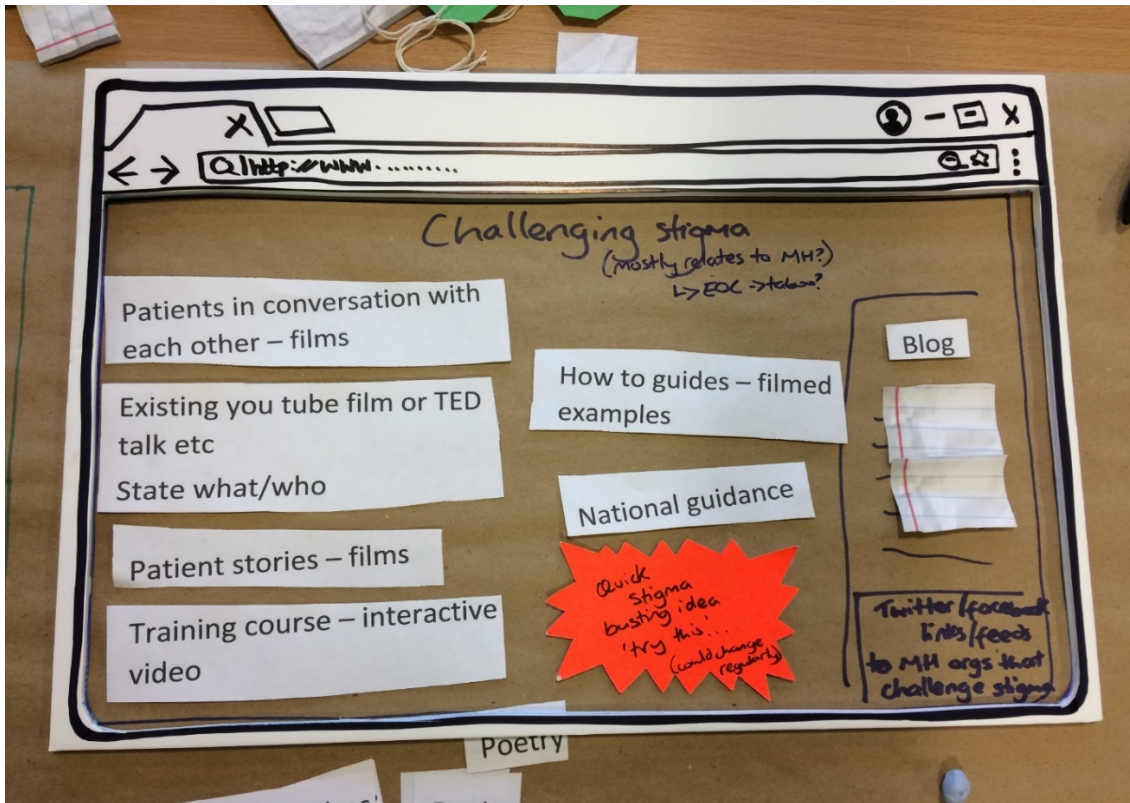 http://www.........
Challenging stigma
(mostly relates to MH?)
↳ EOC -> taboo?
Patients in conversation with
each other – films
Existing you tube film or TED
talk etc
State what/who
Patient stories – films
Training course – interactive
video
How to guides – filmed
examples
National guidance
Quick
stigma
busting idea
'try this'...
(could change
regularly)
Blog
Twitter/facebook
links/feeds
to MH orgs that
challenge stigma
Poetry